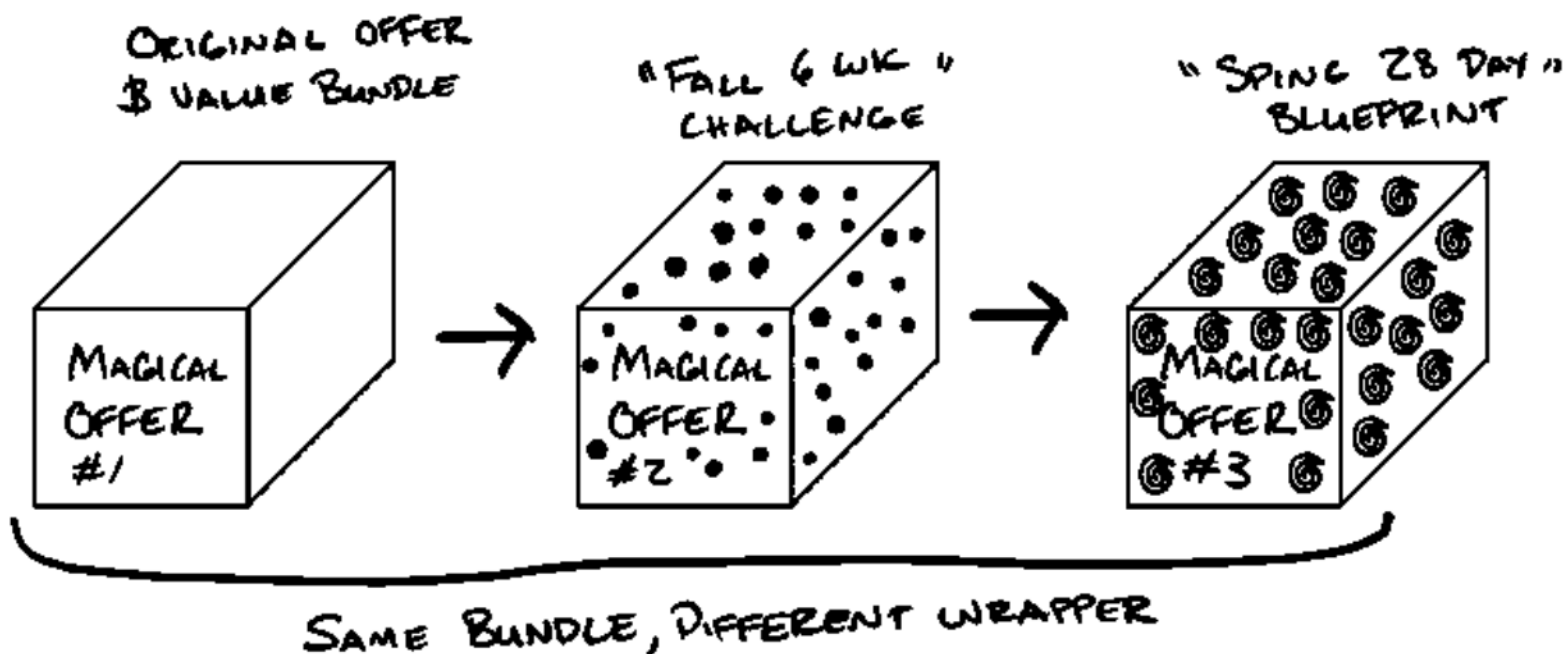 ORIGINAL OFFER
$ VALUE BUNDLE
"FALL 6 WK"
CHALLENGE
"SPING 28 DAY"
BLUEPRINT
MAGICAL
OFFER
#1
MAGICAL
OFFER
#2
MAGICAL
OFFER
#3
SAME BUNDLE, DIFFERENT WRAPPER